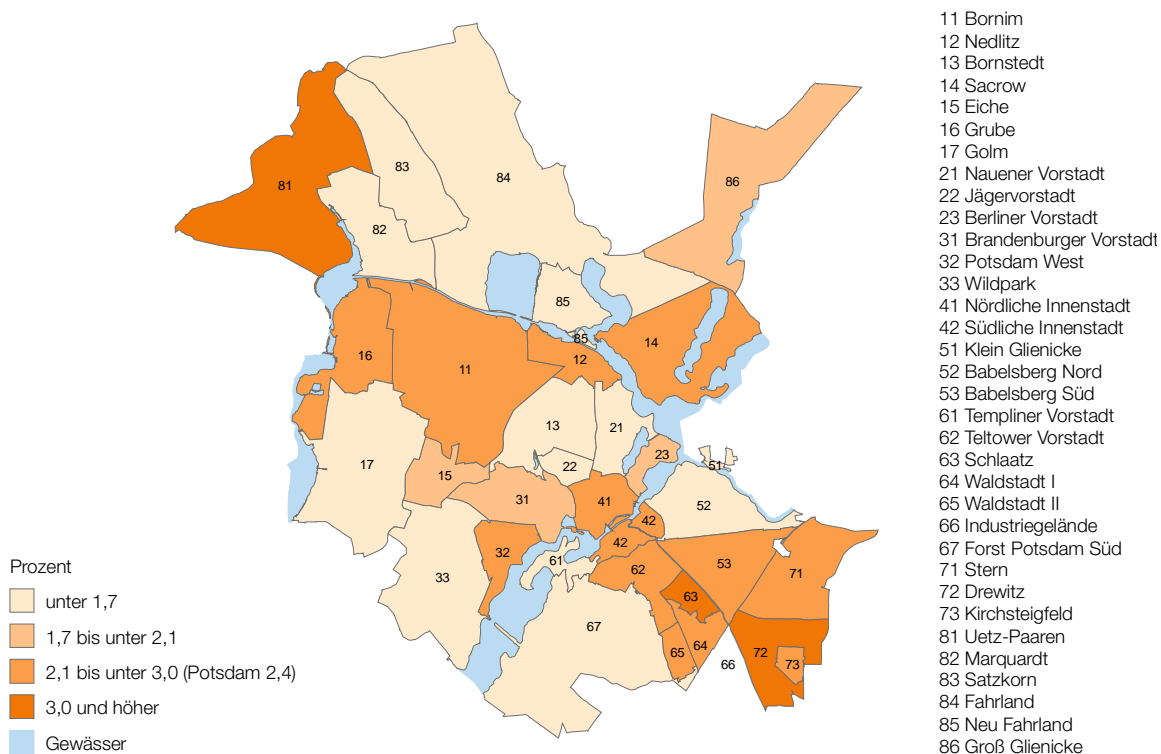 81
83
84
86
82
85
85
14
12
16
11
13
21
23
51
22
17
15
31
41
52
42
42
32
61
53
71
62
33
63
67
64
65
66
72
73
Prozent
unter 1,7
1,7 bis unter 2,1
2,1 bis unter 3,0 (Potsdam 2,4)
3,0 und höher
Gewässer
11 Bornim
12 Nedlitz
13 Bornstedt
14 Sacrow
15 Eiche
16 Grube
17 Golm
21 Nauener Vorstadt
22 Jägervorstadt
23 Berliner Vorstadt
31 Brandenburger Vorstadt
32 Potsdam West
33 Wildpark
41 Nördliche Innenstadt
42 Südliche Innenstadt
51 Klein Glienicke
52 Babelsberg Nord
53 Babelsberg Süd
61 Templiner Vorstadt
62 Teltower Vorstadt
63 Schlaatz
64 Waldstadt I
65 Waldstadt II
66 Industriegelände
67 Forst Potsdam Süd
71 Stern
72 Drewitz
73 Kirchsteigfeld
81 Uetz-Paaren
82 Marquardt
83 Satzkorn
84 Fahrland
85 Neu Fahrland
86 Groß Glienicke